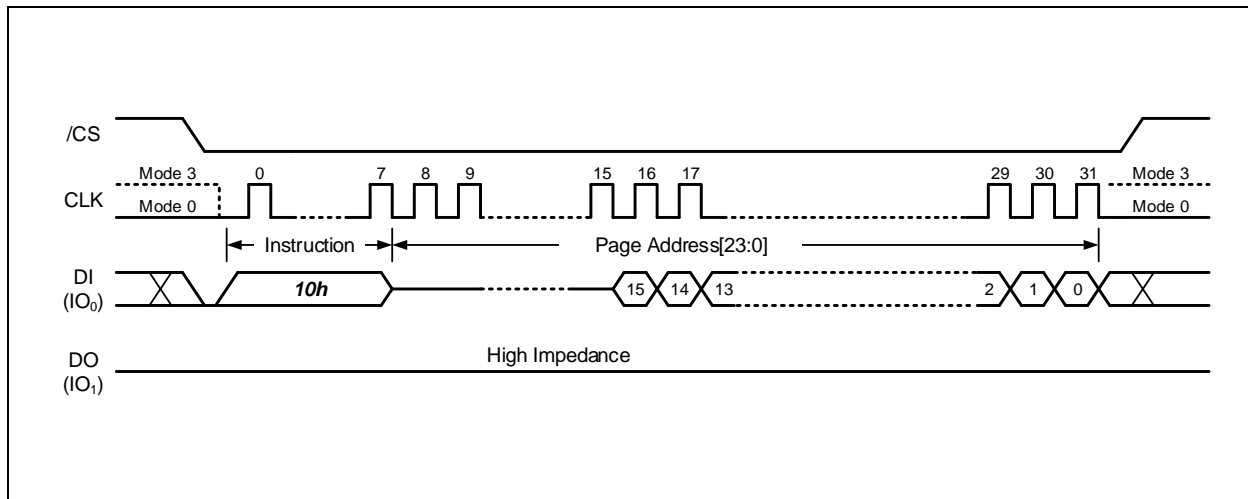 /CS
Mode 3 0 7 8 9 15 16 17 29 30 31 Mode 3
CLK
Mode 0 Mode 0
Instruction Page Address[23:0]
DI
(IO₀)
10h 15 14 13 2 1 0
High Impedance
DO
(IO₁)